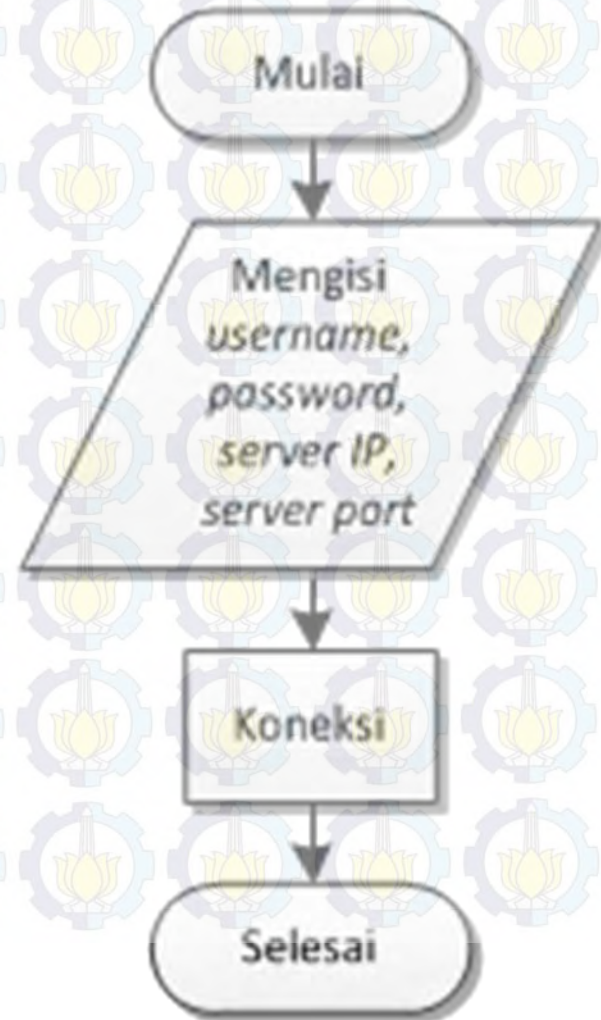 Mulai
Mengisi
username,
password,
server IP,
server port
Koneksi
Selesai